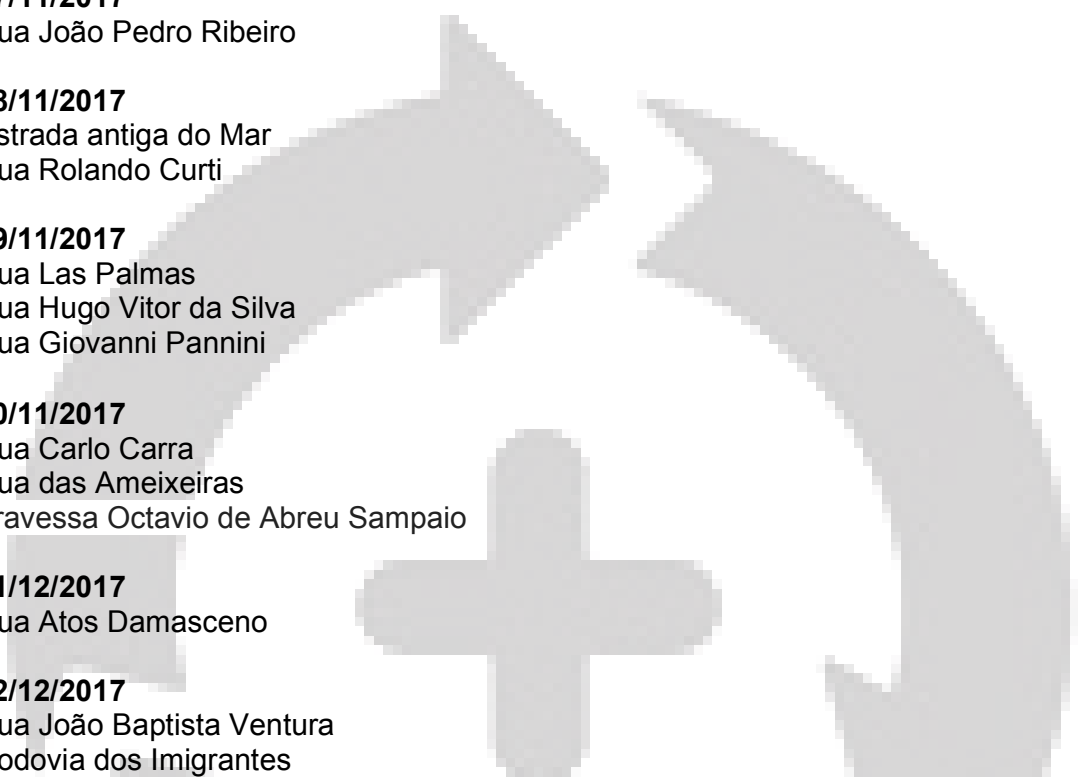 7/11/2017
ua João Pedro Ribeiro
8/11/2017
strada antiga do Mar
ua Rolando Curti
9/11/2017
ua Las Palmas
ua Hugo Vitor da Silva
ua Giovanni Pannini
0/11/2017
ua Carlo Carra
ua das Ameixeiras
ravessa Octavio de Abreu Sampaio
1/12/2017
ua Atos Damasceno
2/12/2017
ua João Baptista Ventura
odovia dos Imigrantes